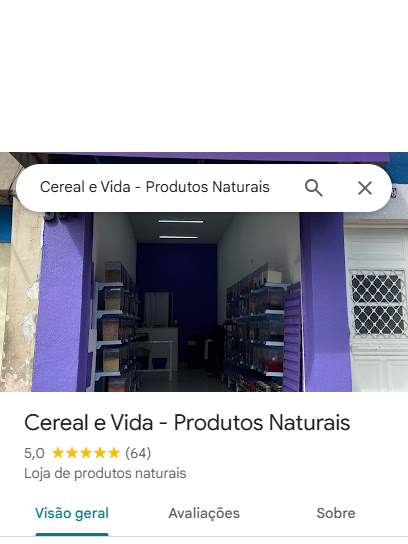 Cereal e Vida - Produtos Naturais
Cereal e Vida - Produtos Naturais
5,0 (64)
Loja de produtos naturais
Visão geral Avaliações Sobre